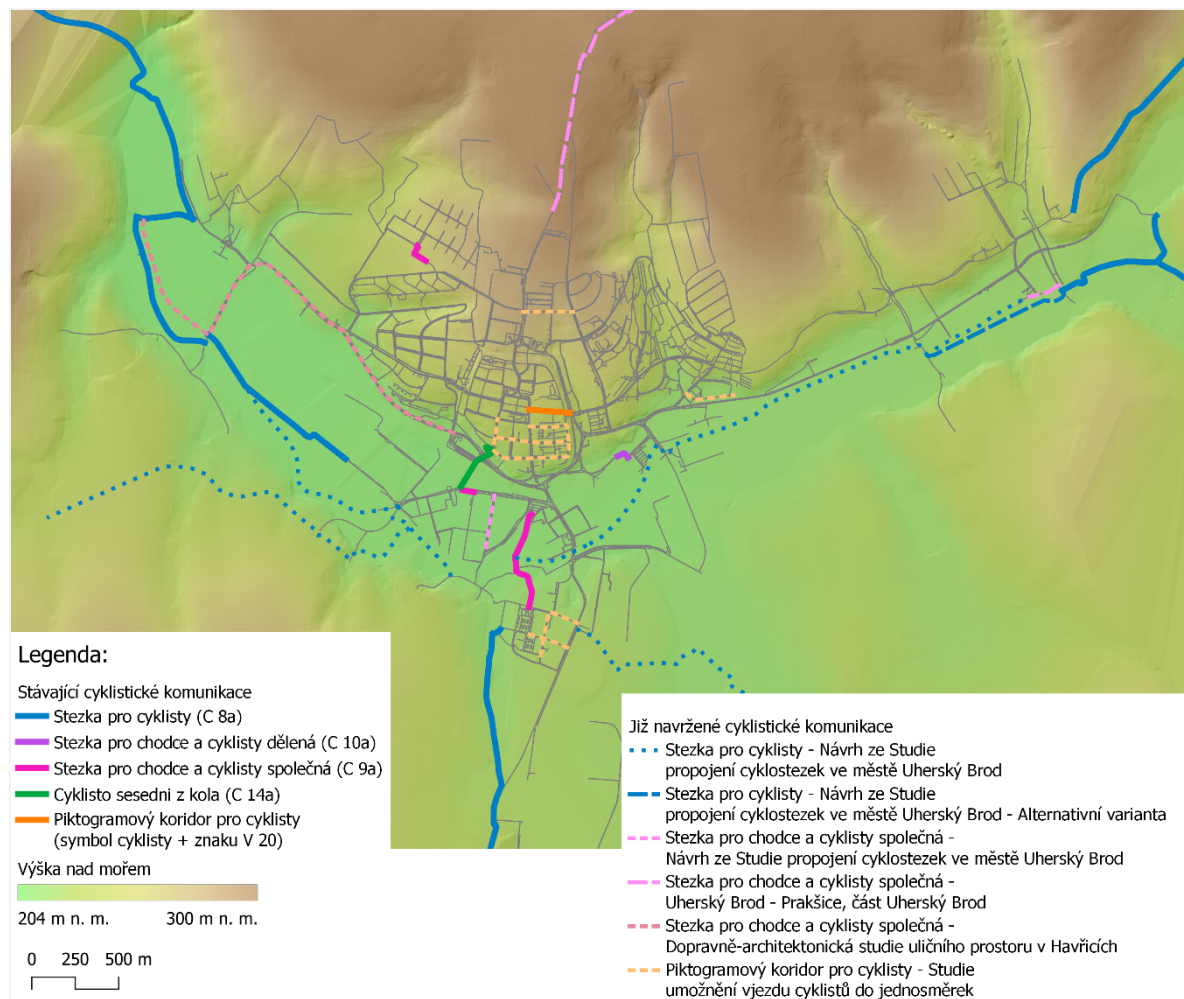 Legenda:
Stávající cyklistické komunikace
Stezka pro cyklisty (C 8a)
Stezka pro chodce a cyklisty dělená (C 10a)
Stezka pro chodce a cyklisty společná (C 9a)
Cyklisto sesedni z kola (C 14a)
Piktogramový koridor pro cyklisty
(symbol cyklisty + znaku V 20)
Výška nad mořem
204 m n. m. 300 m n. m.
0 250 500 m
Již navržené cyklistické komunikace
Stezka pro cyklisty - Návrh ze Studie
propojení cyklostezek ve městě Uherský Brod
Stezka pro cyklisty - Návrh ze Studie
propojení cyklostezek ve městě Uherský Brod - Alternativní varianta
Stezka pro chodce a cyklisty společná -
Návrh ze Studie propojení cyklostezek ve městě Uherský Brod
Stezka pro chodce a cyklisty společná -
Uherský Brod - Prakšice, část Uherský Brod
Stezka pro chodce a cyklisty společná -
Dopravně-architektonická studie uličního prostoru v Havřicích
Piktogramový koridor pro cyklisty - Studie
umožnění vjezdu cyklistů do jednosměrek